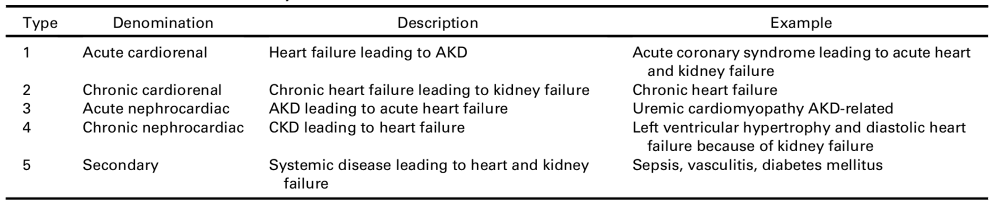 Type Denomination Description Example
1 Acute cardiorenal Heart failure leading to AKD Acute coronary syndrome leading to acute heart
and kidney failure
2 Chronic cardiorenal Chronic heart failure leading to kidney failure Chronic heart failure
3 Acute nephrocardiac AKD leading to acute heart failure Uremic cardiomyopathy AKD-related
4 Chronic nephrocardiac CKD leading to heart failure Left ventricular hypertrophy and diastolic heart
failure because of kidney failure
5 Secondary Systemic disease leading to heart and kidney Sepsis, vasculitis, diabetes mellitus
failure